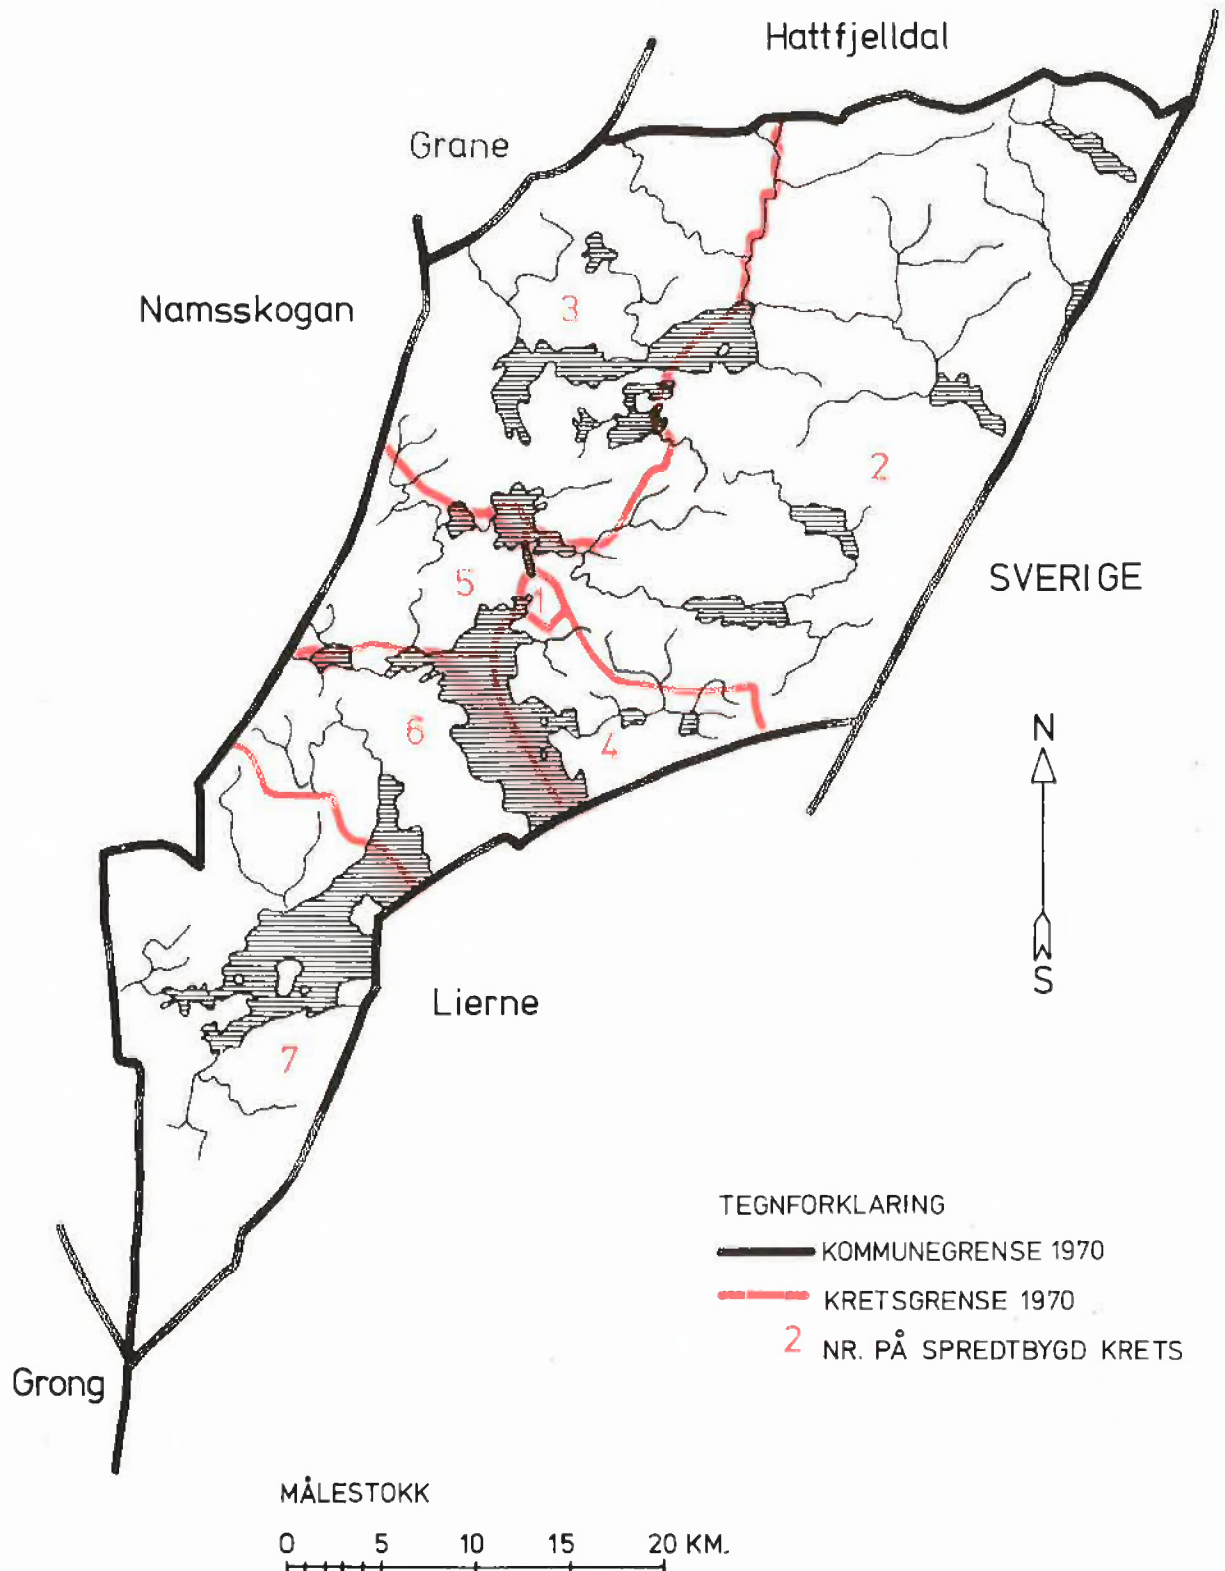 Hattfjelldal
Grane
Namsskogan
3
2
5
1
SVERIGE
6
4
N
S
Lierne
7
TEGNFORKLARING
KOMMUNEGRENSE 1970
KRETSGRENSE 1970
2 NR. PÅ SPREDTBYGD KRETS
Grong
MÅLESTOKK
0 5 10 15 20 KM.